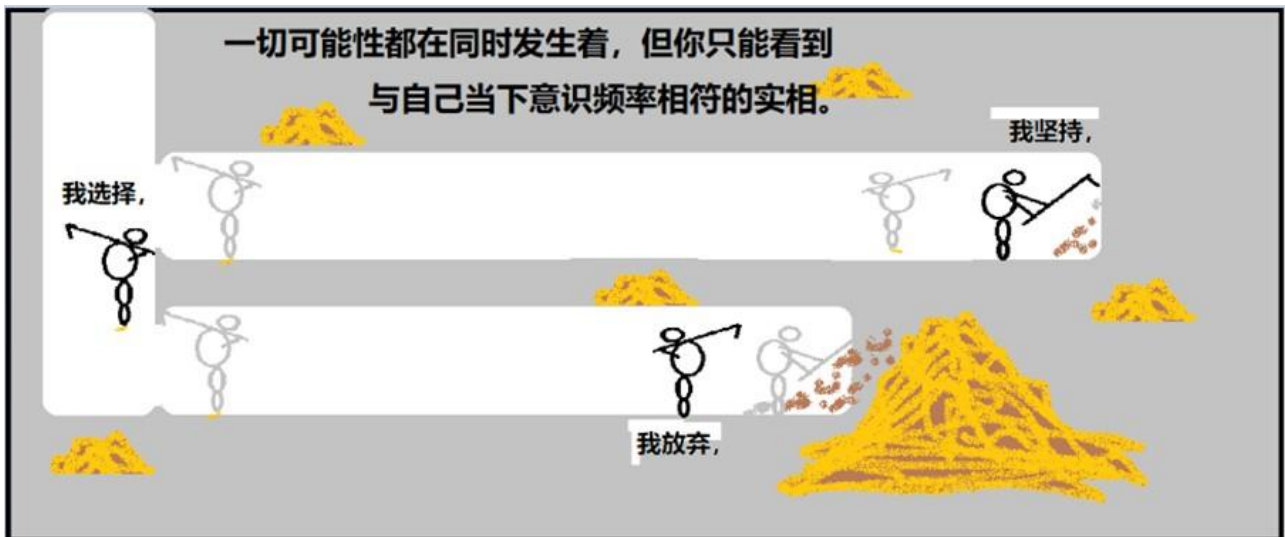 一切可能性都在同时发生着，但你只能看到
与自己当下意识频率相符的实相。
我坚持，
我选择，
我放弃，